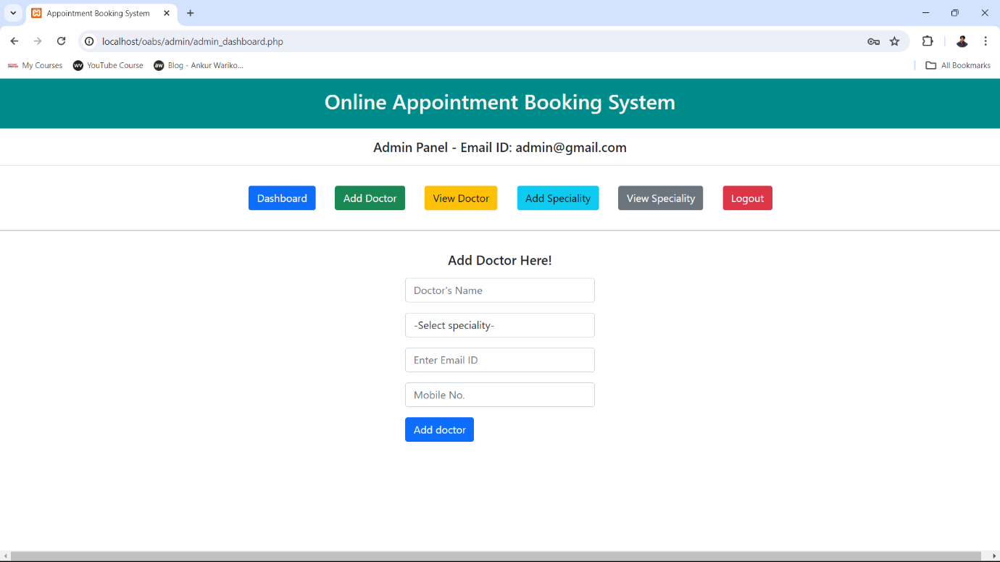 Appointment Booking System
localhost/oabs/admin/admin_dashboard.php
My Courses YouTube Course Blog - Ankur Wariko... All Bookmarks
Online Appointment Booking System
Admin Panel - Email ID: admin@gmail.com
Dashboard Add Doctor View Doctor Add Speciality View Speciality Logout
Add Doctor Here!
Doctor's Name
-Select speciality-
Enter Email ID
Mobile No.
Add doctor